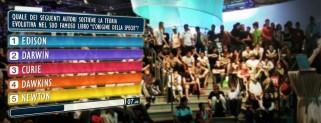 QUALE DEI SEGUENTI AUTORI SOSTIENE LA TEORIA
EVOLUTIVA NEL SUO FAMOSO LIBRO "L'ORIGINE DELLA SPECIE"?
1 EDISON
2 DARWIN
3 CURIE
4 DAWKINS
5 NEWTON